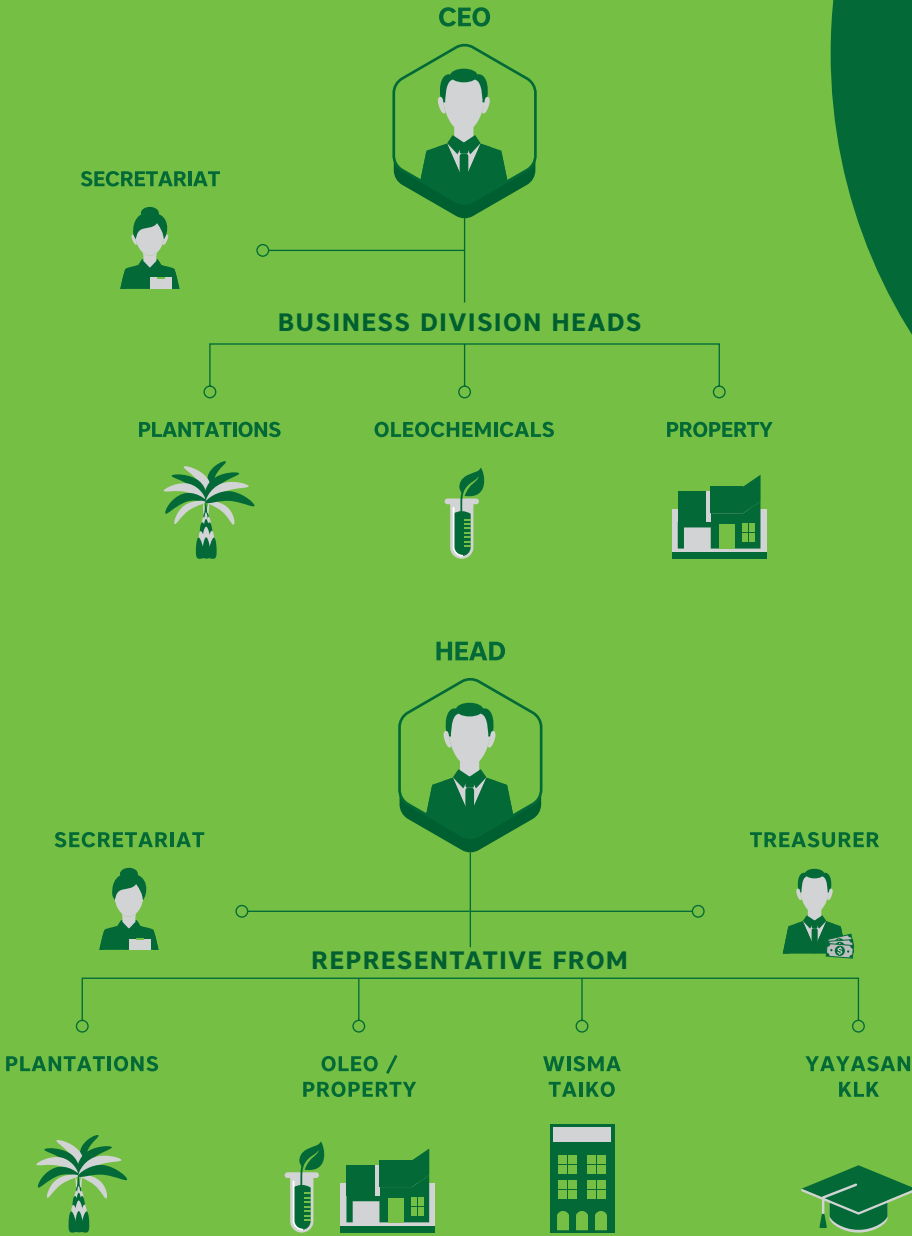 CEO
SECRETARIAT
BUSINESS DIVISION HEADS
PLANTATIONS
OLEOCHEMICALS
PROPERTY
HEAD
SECRETARIAT
TREASURER
REPRESENTATIVE FROM
PLANTATIONS
OLEO /
PROPERTY
WISMA
TAIKO
YAYASAN
KLK